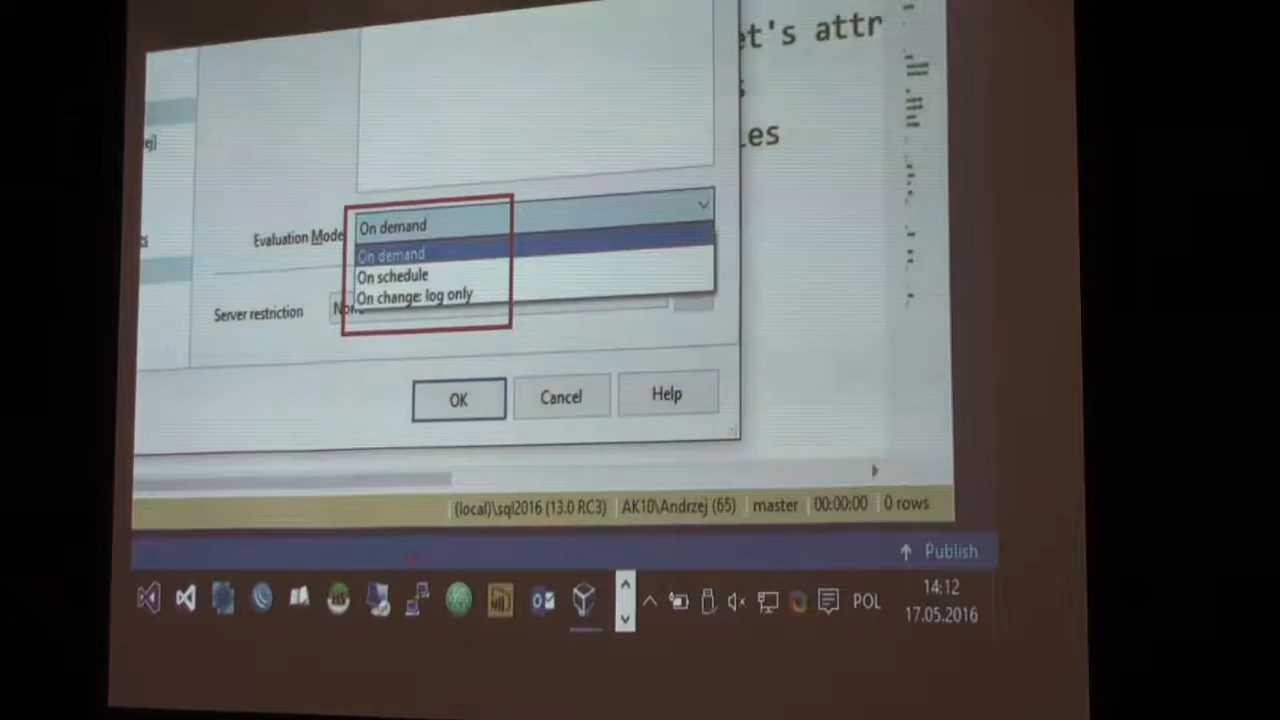 et's attr
ej]
les
Evaluation Mode
On demand
On demand
On schedule
On change: log only
Server restriction
OK
Cancel
Help
(local)\sql2016 (13.0 RC3) AK10\Andrzej (65) master 00:00:00 0 rows
Publish
POL
14:12
17.05.2016